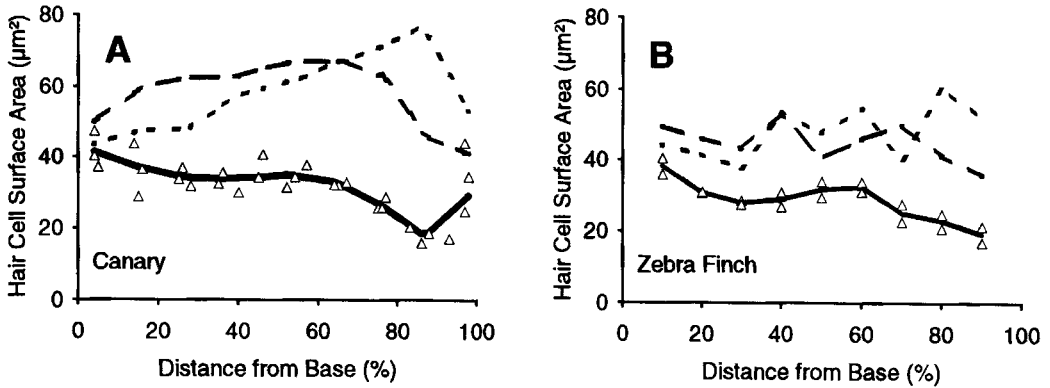 A
Hair Cell Surface Area (µm²)
80
60
40
20
0
Canary
0 20 40 60 80 100
Distance from Base (%)
B
Hair Cell Surface Area (µm²)
80
60
40
20
0
Zebra Finch
0 20 40 60 80 100
Distance from Base (%)